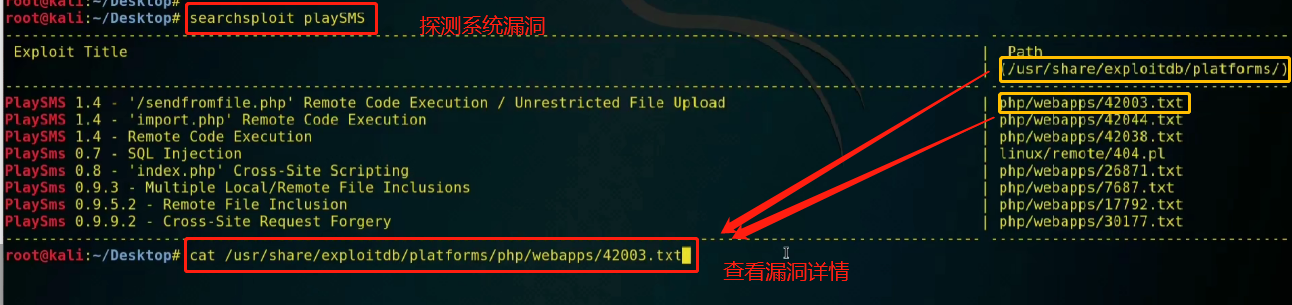 root@kali:~/Desktop#
root@kali:~/Desktop# searchsploit playSMS
探测系统漏洞
Exploit Title | Path
| (/usr/share/exploitdb/platforms/)
PlaySMS 1.4 - '/sendfromfile.php' Remote Code Execution / Unrestricted File Upload | php/webapps/42003.txt
PlaySMS 1.4 - 'import.php' Remote Code Execution | php/webapps/42044.txt
PlaySMS 1.4 - Remote Code Execution | php/webapps/42038.txt
PlaySms 0.7 - SQL Injection | linux/remote/404.pl
PlaySms 0.8 - 'index.php' Cross-Site Scripting | php/webapps/26871.txt
PlaySms 0.9.3 - Multiple Local/Remote File Inclusions | php/webapps/7687.txt
PlaySms 0.9.5.2 - Remote File Inclusion | php/webapps/17792.txt
PlaySms 0.9.9.2 - Cross-Site Request Forgery | php/webapps/30177.txt
root@kali:~/Desktop# cat /usr/share/exploitdb/platforms/php/webapps/42003.txt
查看漏洞详情